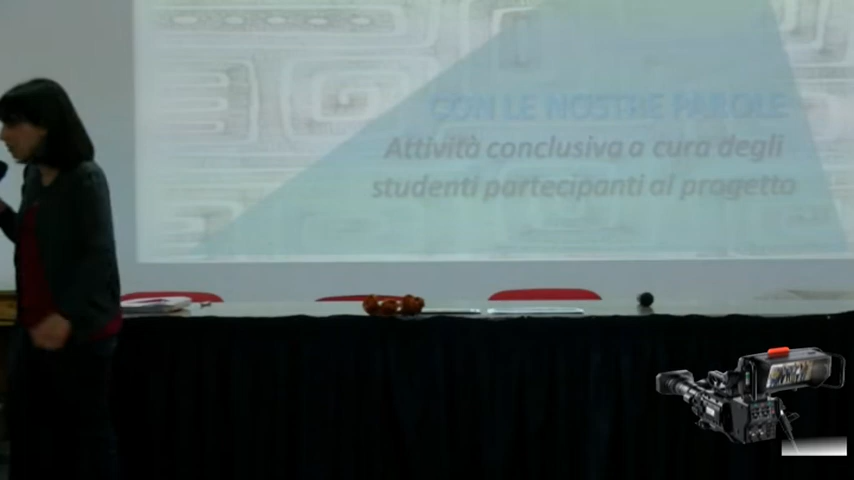 CON LE NOSTRE PAROLE
Attività conclusiva a cura degli
studenti partecipanti al progetto